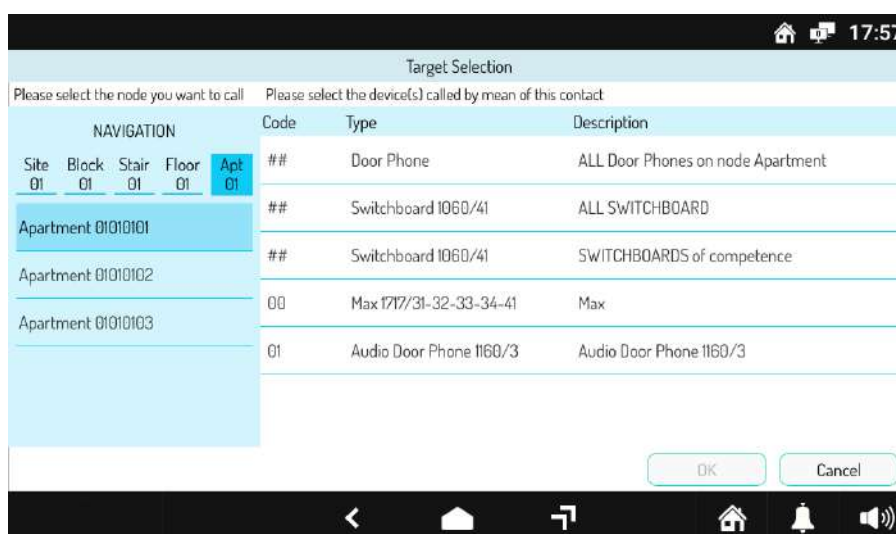 17:57
Target Selection
Please select the node you want to call
Please select the device(s) called by mean of this contact
NAVIGATION
Site Block Stair Floor Apt
01 01 01 01 01
Apartment 01010101
Apartment 01010102
Apartment 01010103
Code Type Description
## Door Phone ALL Door Phones on node Apartment
## Switchboard 1060/41 ALL SWITCHBOARD
## Switchboard 1060/41 SWITCHBOARDS of competence
00 Max 1717/31-32-33-34-41 Max
01 Audio Door Phone 1160/3 Audio Door Phone 1160/3
OK Cancel